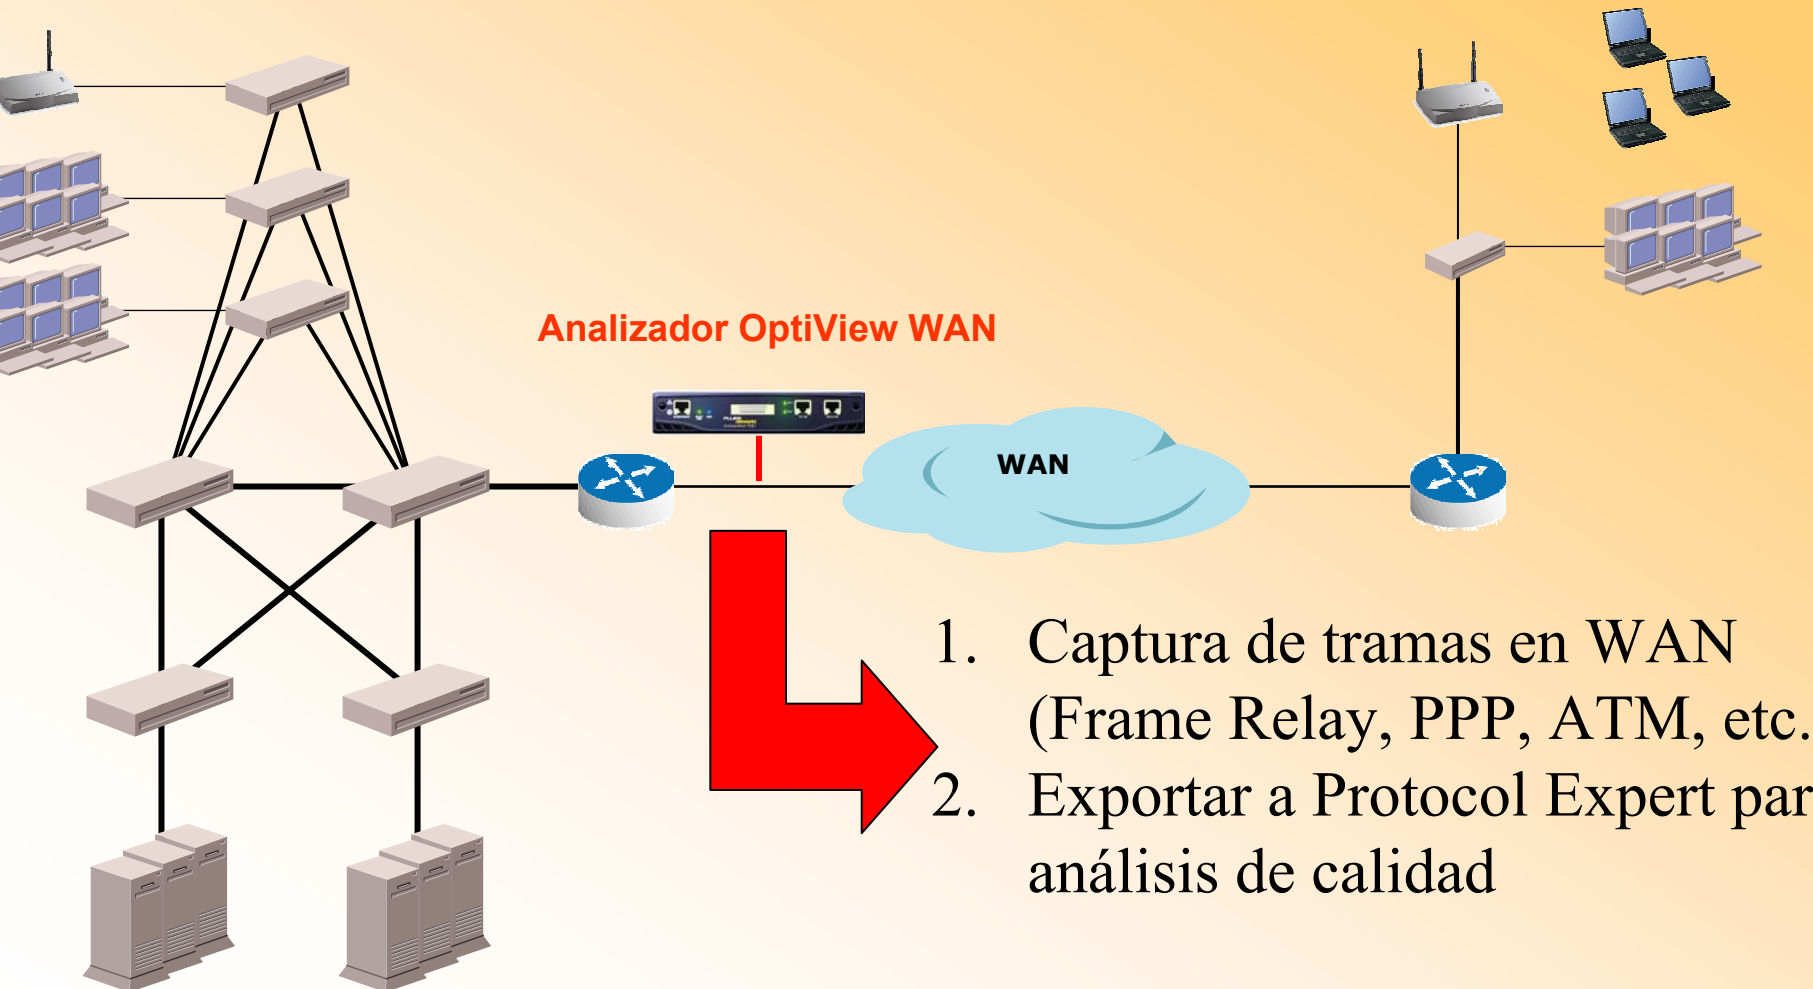 Analizador OptiView WAN
WAN
1. Captura de tramas en WAN
(Frame Relay, PPP, ATM, etc.
2. Exportar a Protocol Expert par
análisis de calidad